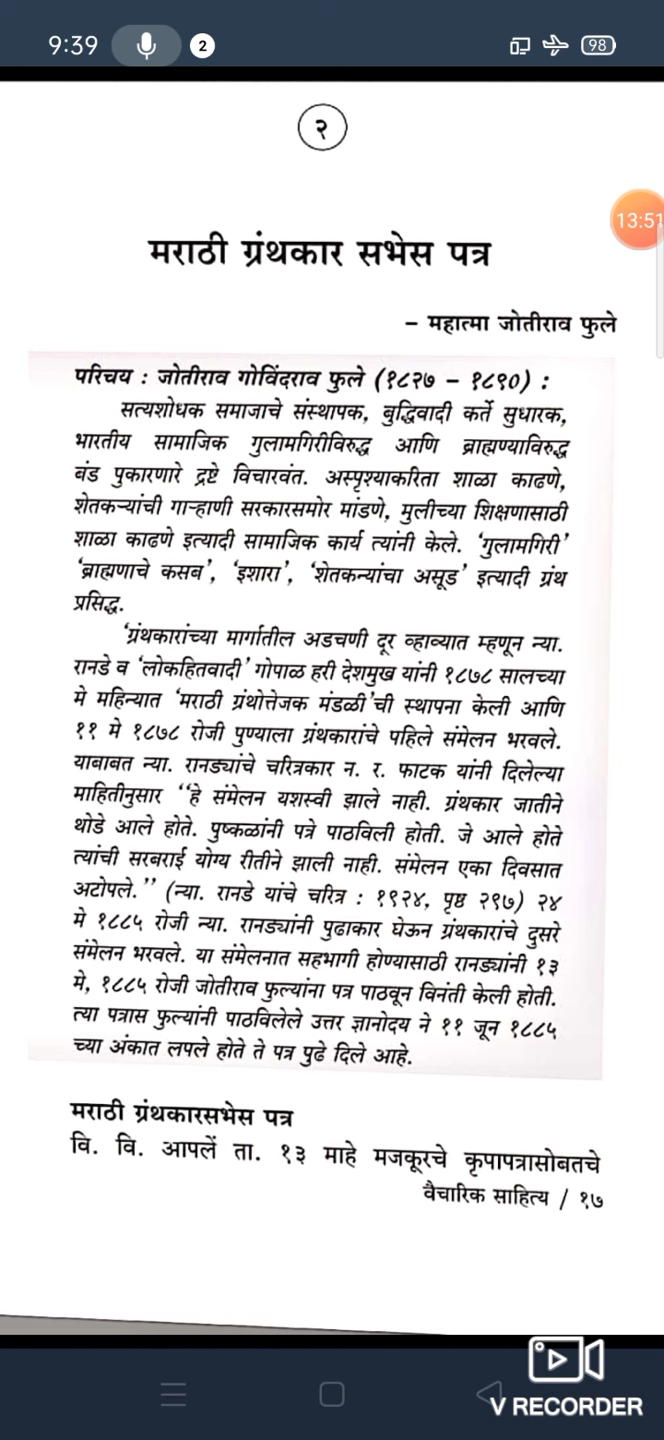 9:39
2
98
२
13:51
मराठी ग्रंथकार सभेस पत्र
– महात्मा जोतीराव फुले
परिचय : जोतीराव गोविंदराव फुले (१८२७ – १८९०) :
सत्यशोधक समाजाचे संस्थापक, बुद्धिवादी कर्ते सुधारक,
भारतीय सामाजिक गुलामगिरीविरुद्ध आणि ब्राह्मण्याविरुद्ध
बंड पुकारणारे द्रष्टे विचारवंत. अस्पृश्याकरिता शाळा काढणे,
शेतकऱ्यांची गाऱ्हाणी सरकारसमोर मांडणे, मुलीच्या शिक्षणासाठी
शाळा काढणे इत्यादी सामाजिक कार्य त्यांनी केले. 'गुलामगिरी'
'ब्राह्मणाचे कसब', 'इशारा', 'शेतकऱ्यांचा असूड' इत्यादी ग्रंथ
प्रसिद्ध.
'ग्रंथकारांच्या मार्गातील अडचणी दूर व्हाव्यात म्हणून न्या.
रानडे व 'लोकहितवादी' गोपाळ हरी देशमुख यांनी १८७८ सालच्या
मे महिन्यात 'मराठी ग्रंथोत्तेजक मंडळी'ची स्थापना केली आणि
११ मे १८७८ रोजी पुण्याला ग्रंथकारांचे पहिले संमेलन भरवले.
याबाबत न्या. रानड्यांचे चरित्रकार न. र. फाटक यांनी दिलेल्या
माहितीनुसार "हे संमेलन यशस्वी झाले नाही. ग्रंथकार जातीने
थोडे आले होते. पुष्कळांनी पत्रे पाठविली होती. जे आले होते
त्यांची सरबराई योग्य रीतीने झाली नाही. संमेलन एका दिवसात
अटोपले." (न्या. रानडे यांचे चरित्र : १९२४, पृष्ठ २९७) २४
मे १८८५ रोजी न्या. रानड्यांनी पुढाकार घेऊन ग्रंथकारांचे दुसरे
संमेलन भरवले. या संमेलनात सहभागी होण्यासाठी रानड्यांनी १३
मे, १८८५ रोजी जोतीराव फुल्यांना पत्र पाठवून विनंती केली होती.
त्या पत्रास फुल्यांनी पाठविलेले उत्तर ज्ञानोदय ने ११ जून १८८५
च्या अंकात लपले होते ते पत्र पुढे दिले आहे.
मराठी ग्रंथकारसभेस पत्र
वि. वि. आपलें ता. १३ माहे मजकूरचे कृपापत्रासोबतचे
वैचारिक साहित्य / १७
V RECORDER